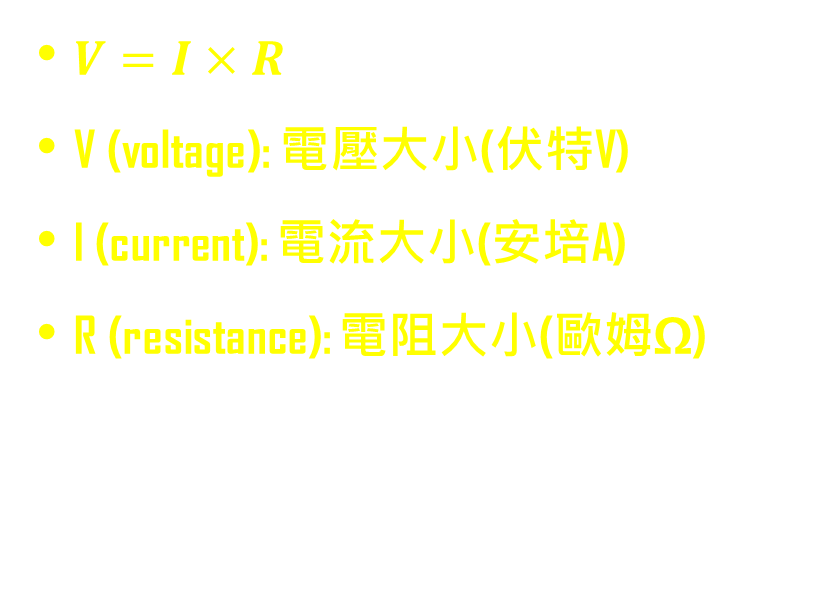 • V = I × R
• V (voltage): 電壓大小(伏特V)
• I (current): 電流大小(安培A)
• R (resistance): 電阻大小(歐姆Ω)